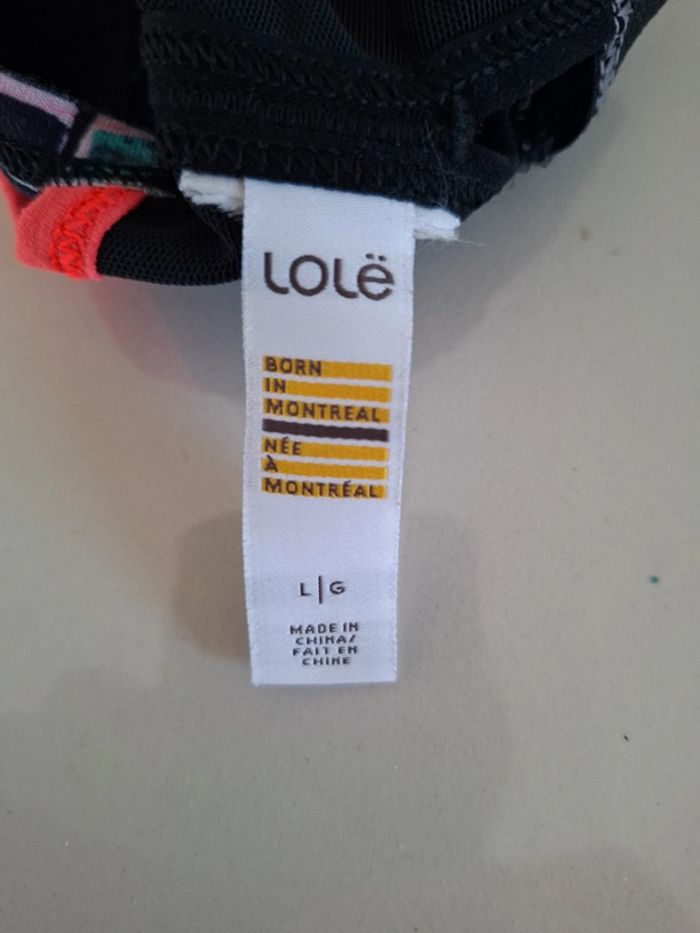 LOLË
BORN
IN
MONTREAL
NÉE
À
MONTRÉAL
L|G
MADE IN
CHINA/
FAIT EN
CHINE